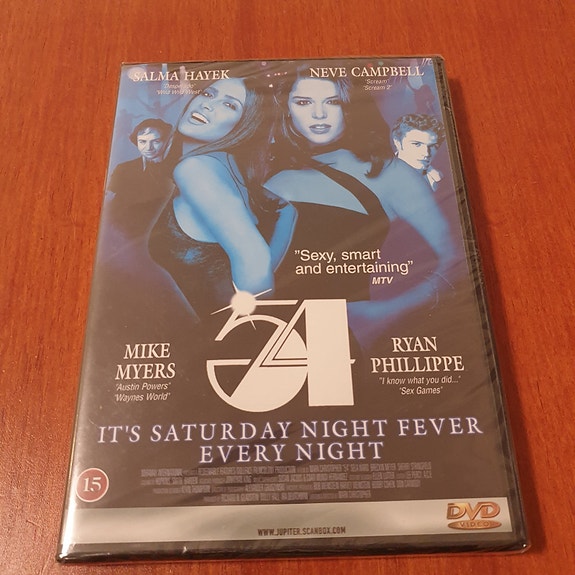 SALMA HAYEK
'Desperado'
'Wild Wild West'
NEVE CAMPBELL
'Scream'
'Scream 2'
"Sexy, smart
and entertaining"
MTV
54
MIKE
MYERS
'Austin Powers'
'Waynes World'
RYAN
PHILLIPPE
"I know what you did..."
'Sex Games'
IT'S SATURDAY NIGHT FEVER
EVERY NIGHT
15
WWW.JUPITER.SCANBOX.COM
DVD
VIDEO